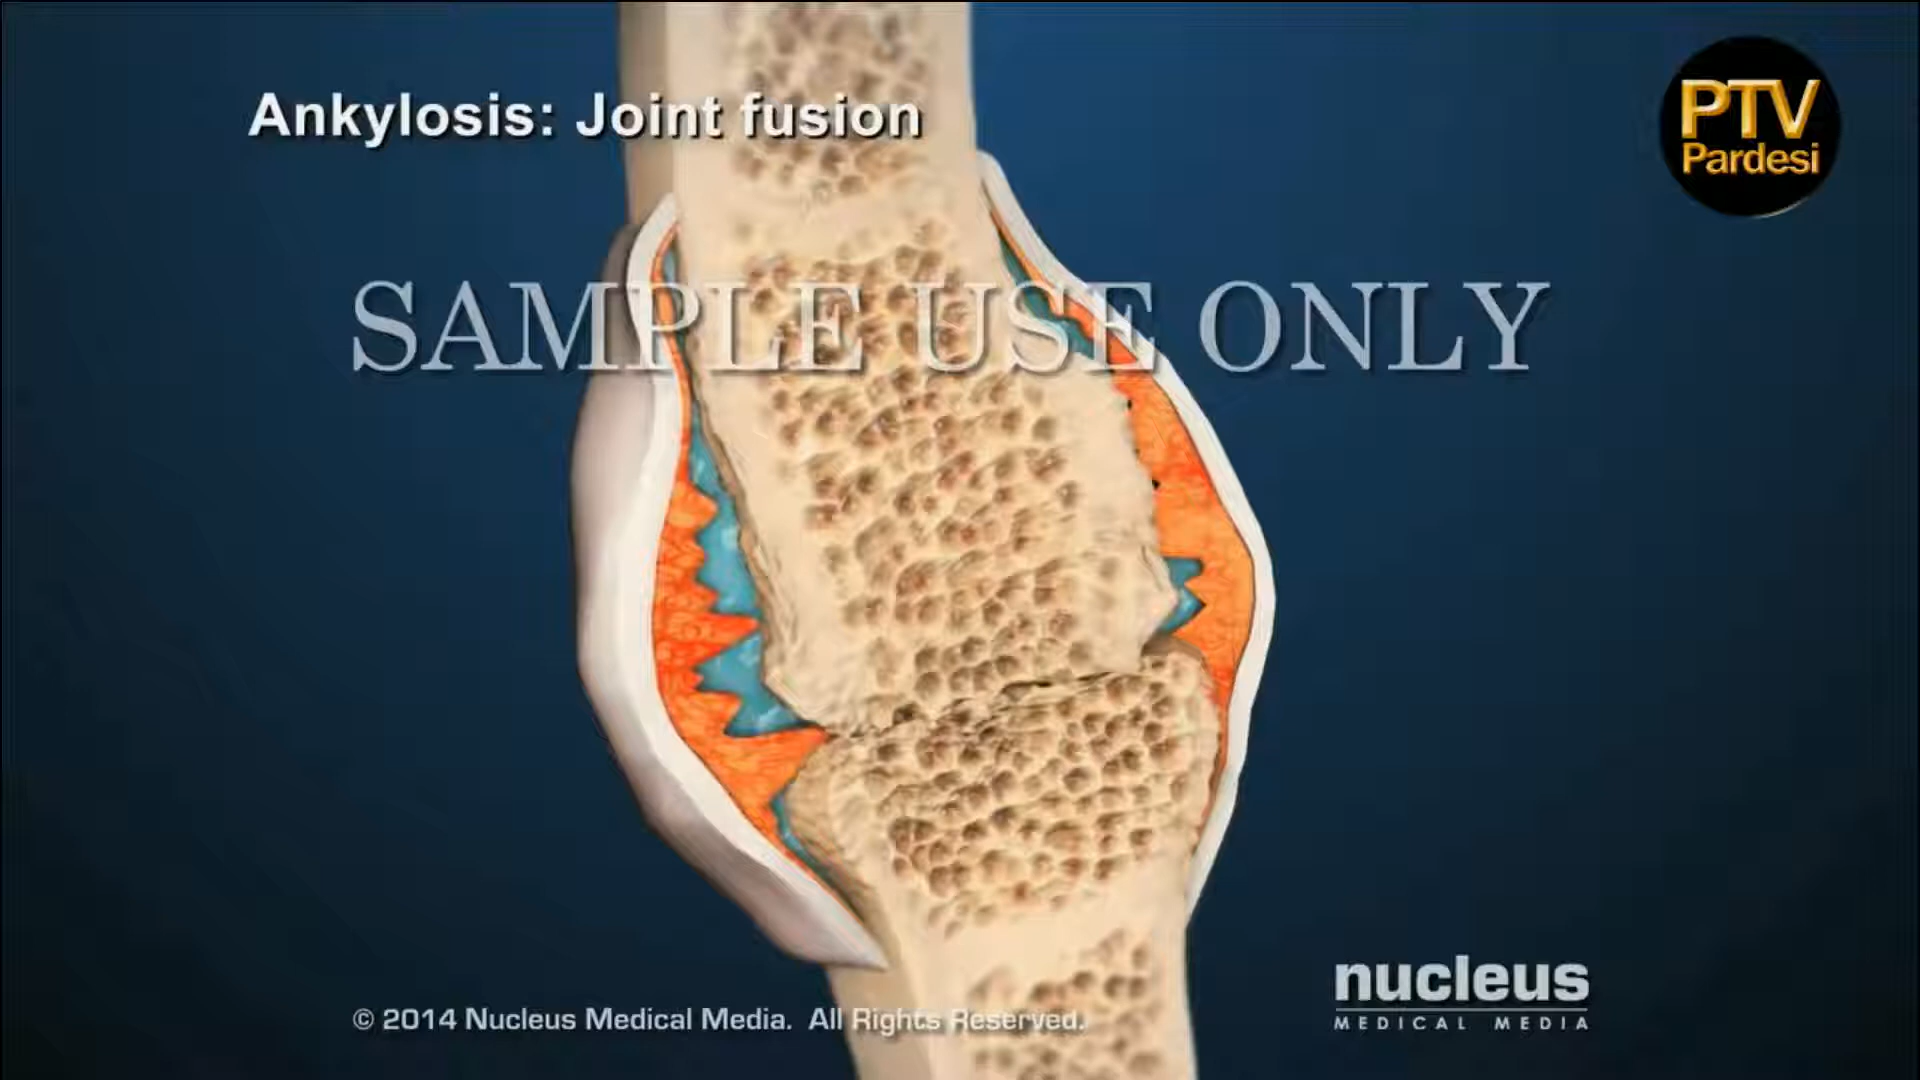 Ankylosis: Joint fusion
PTV
Pardesi
SAMPLE USE ONLY
nucleus
MEDICAL MEDIA
© 2014 Nucleus Medical Media. All Rights Reserved.